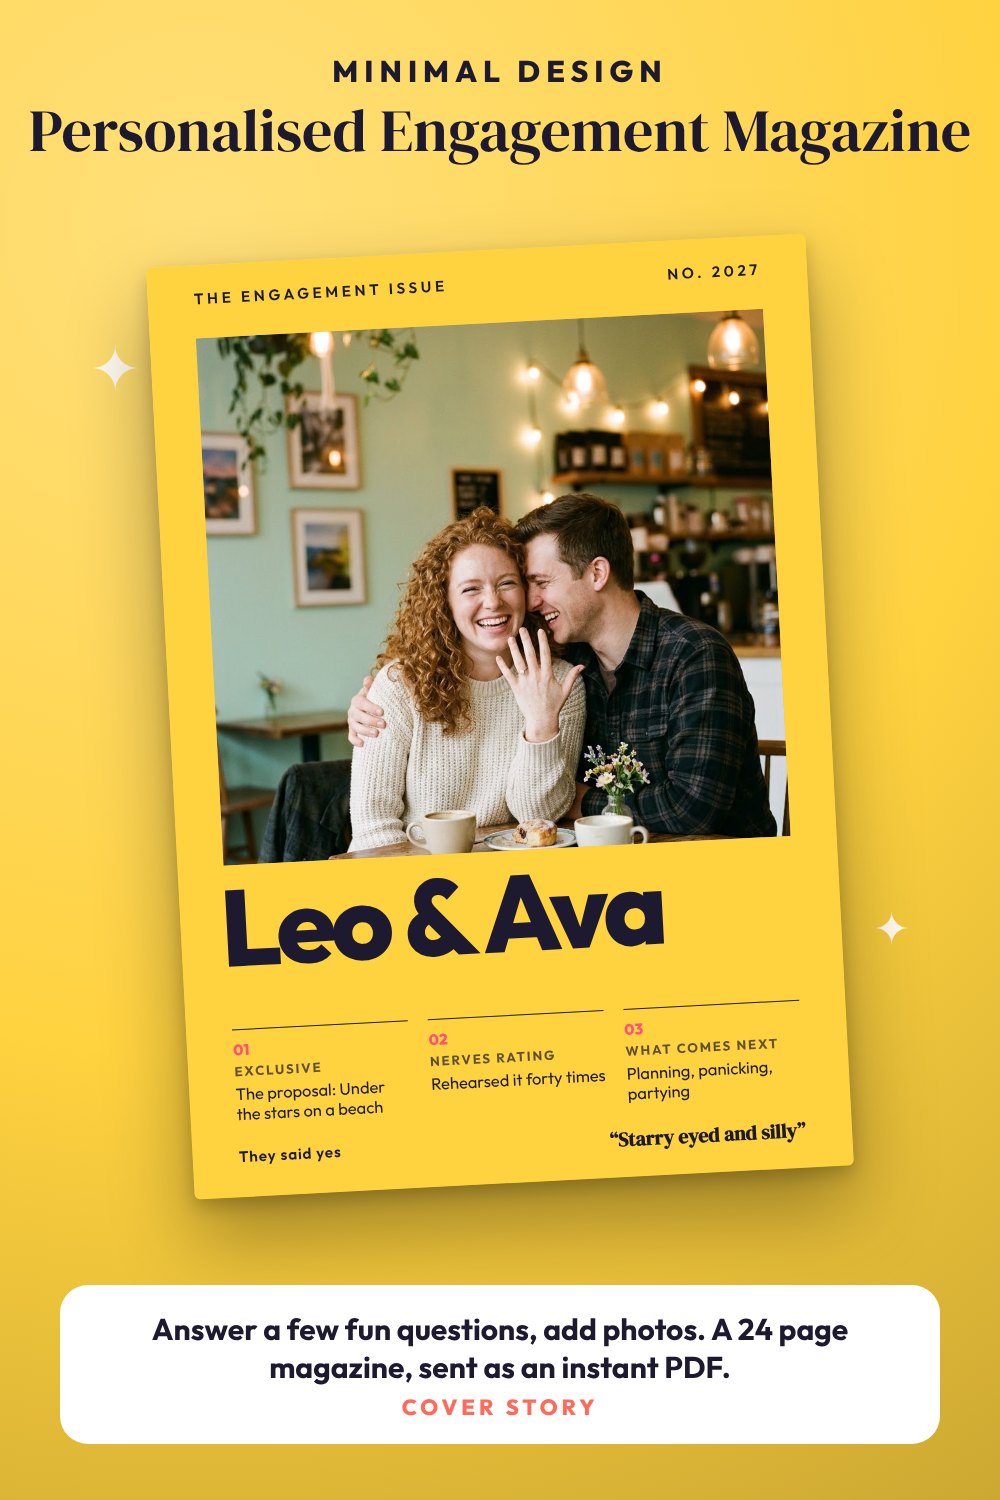 MINIMAL DESIGN
Personalised Engagement Magazine
THE ENGAGEMENT ISSUE
NO. 2027
Leo & Ava
01
EXCLUSIVE
The proposal: Under
the stars on a beach
02
NERVES RATING
Rehearsed it forty times
03
WHAT COMES NEXT
Planning, panicking,
partying
They said yes
“Starry eyed and silly”
Answer a few fun questions, add photos. A 24 page
magazine, sent as an instant PDF.
COVER STORY